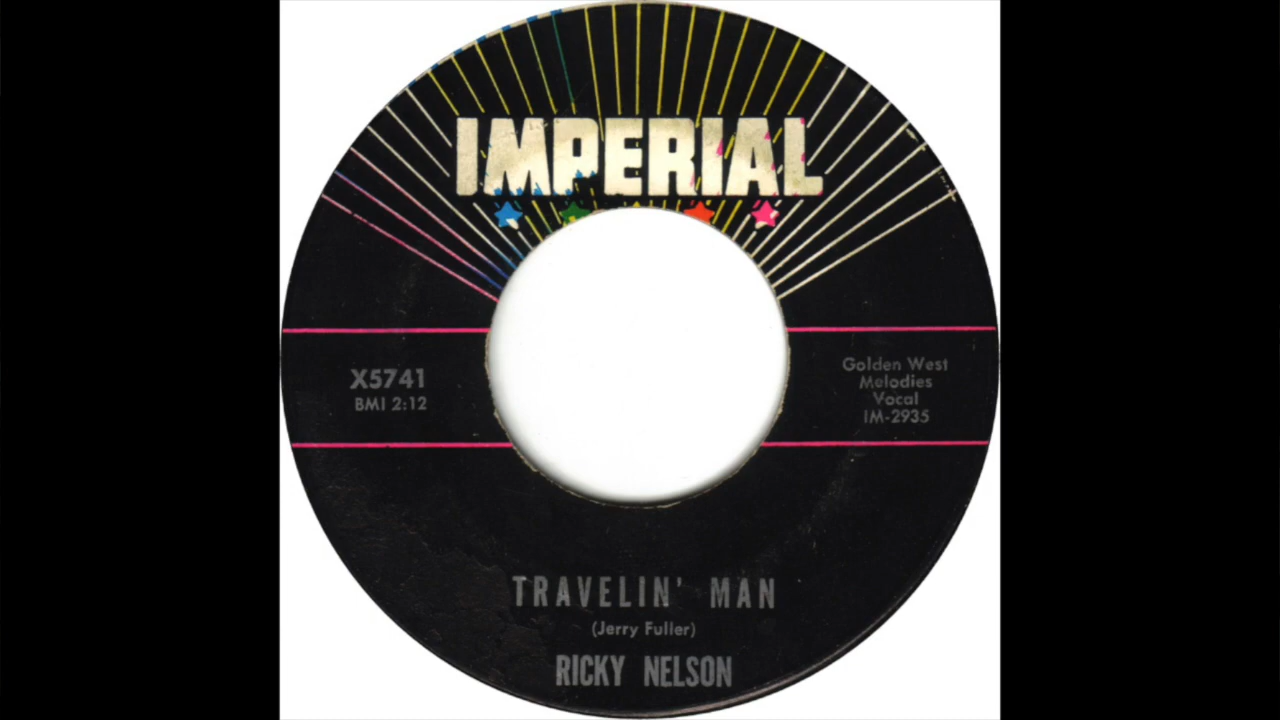 IMPERIAL
X5741
BMI 2:12
Golden West
Melodies
Vocal
IM-2935
TRAVELIN' MAN
(Jerry Fuller)
RICKY NELSON